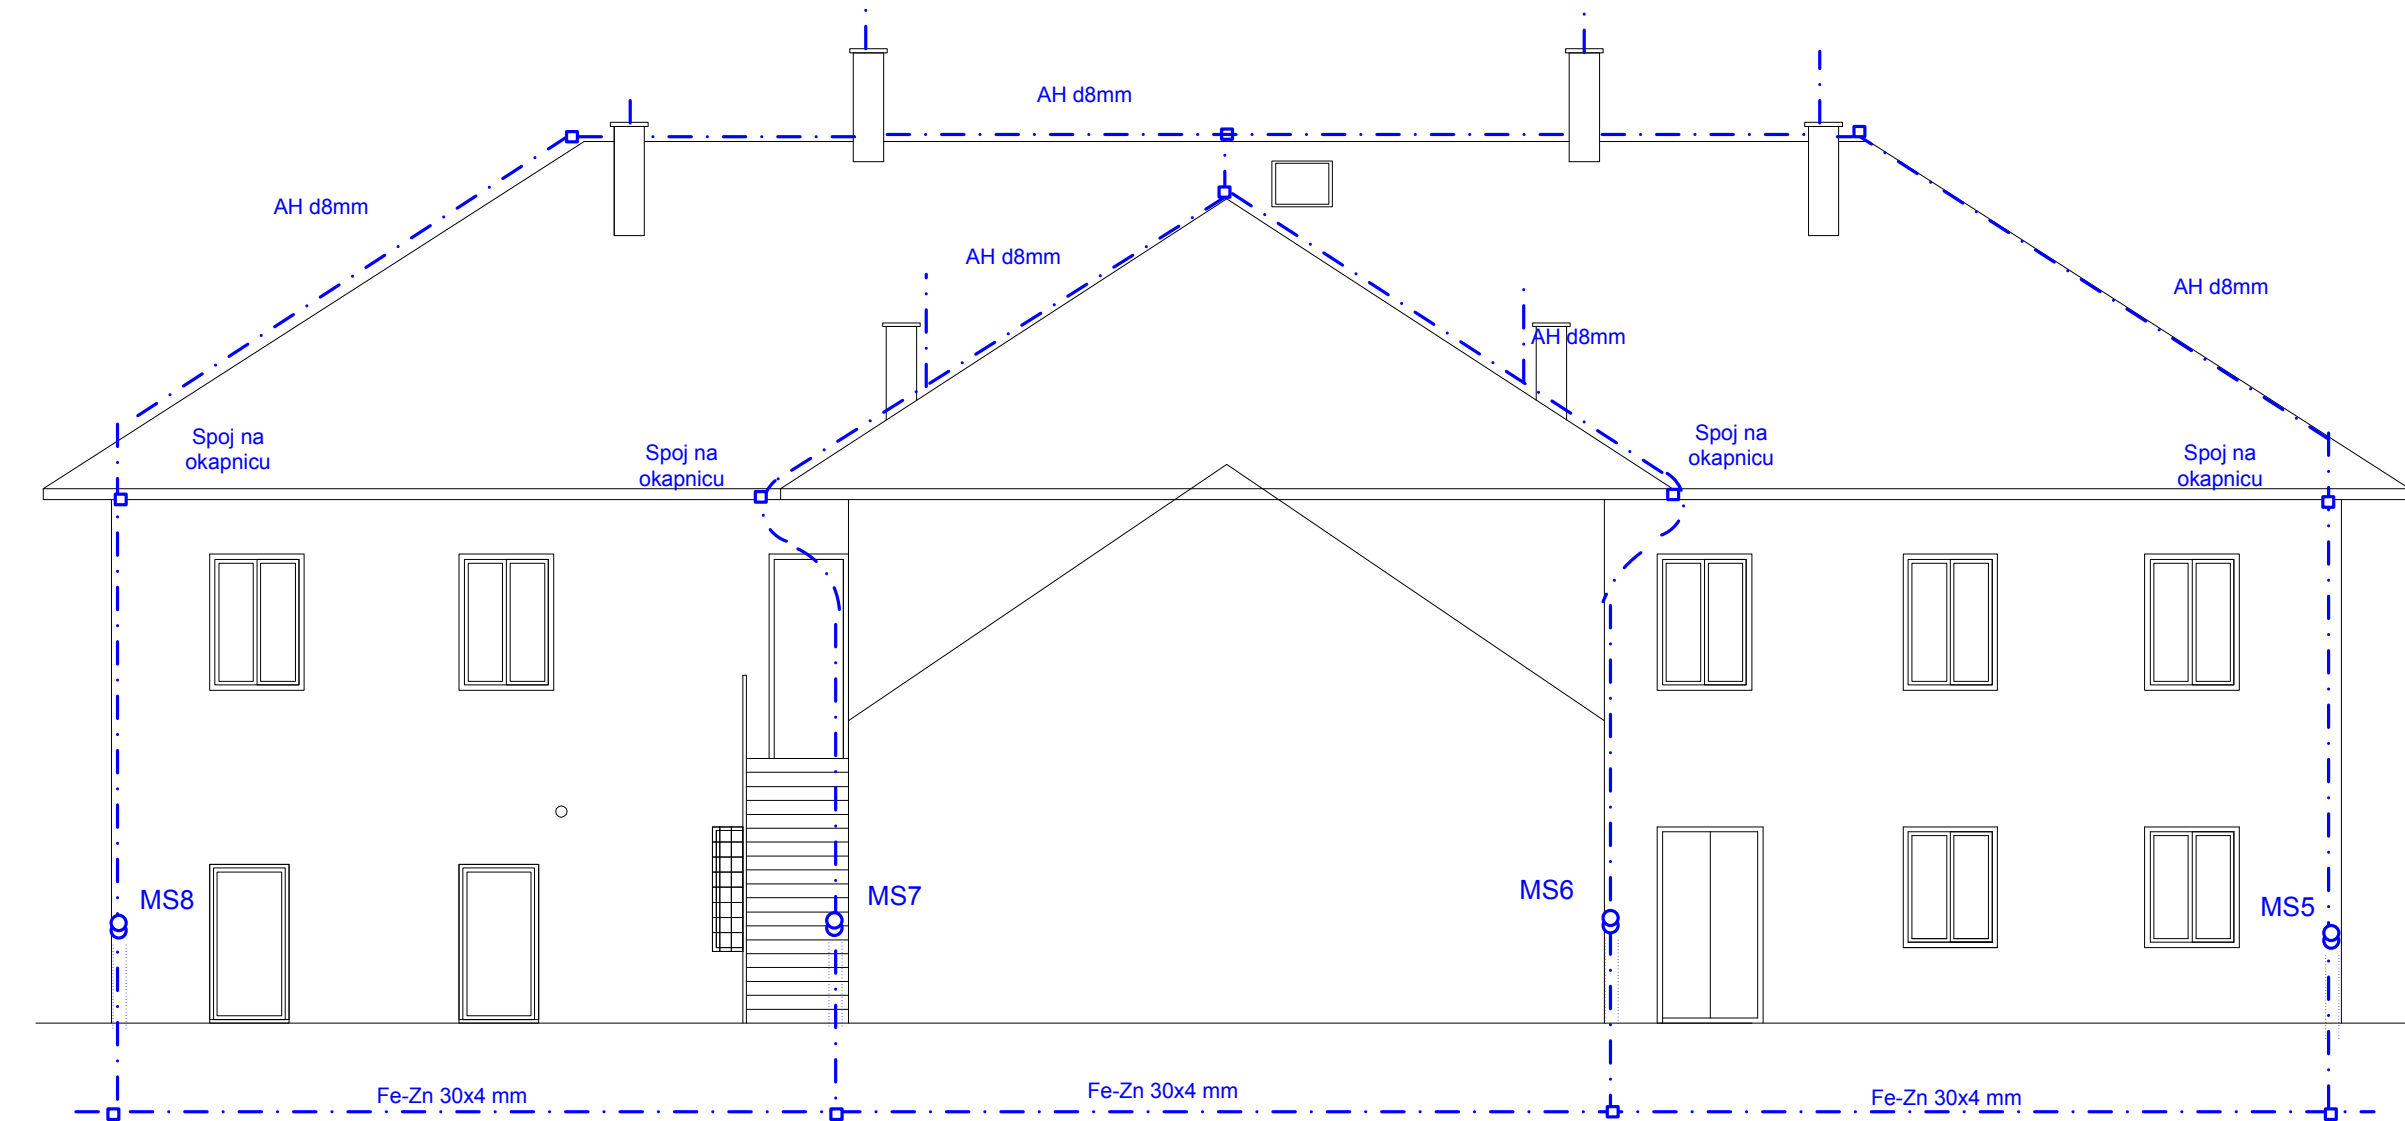 AH d8mm
AH d8mm
AH d8mm
AH d8mm
AH d8mm
Spoj na
okapnicu
Spoj na
okapnicu
Spoj na
okapnicu
Spoj na
okapnicu
MS8
MS7
MS6
MS5
Fe-Zn 30x4 mm
Fe-Zn 30x4 mm
Fe-Zn 30x4 mm